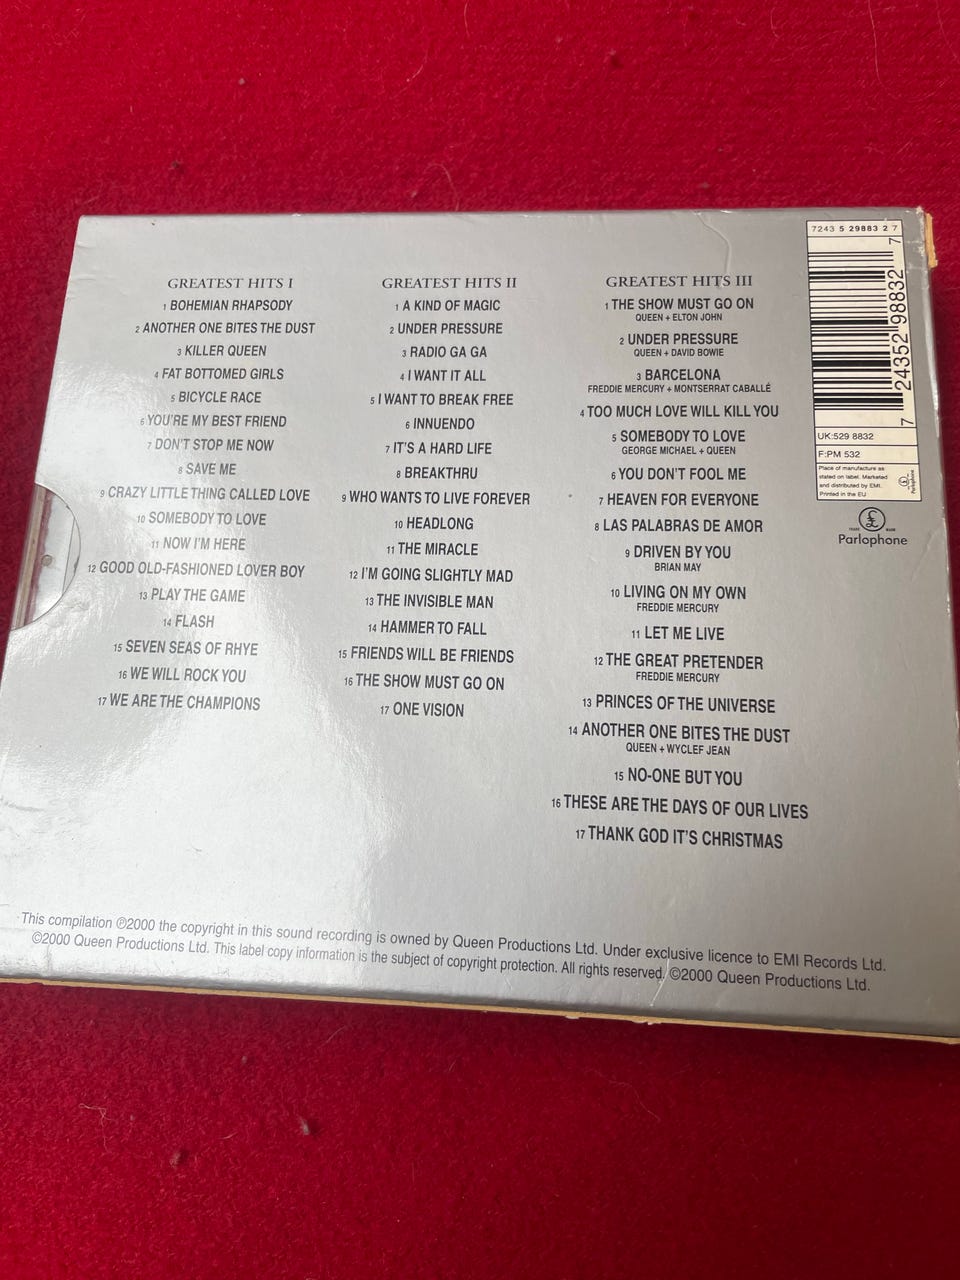 GREATEST HITS I
1 BOHEMIAN RHAPSODY
2 ANOTHER ONE BITES THE DUST
3 KILLER QUEEN
4 FAT BOTTOMED GIRLS
5 BICYCLE RACE
6 YOU'RE MY BEST FRIEND
7 DON'T STOP ME NOW
8 SAVE ME
9 CRAZY LITTLE THING CALLED LOVE
10 SOMEBODY TO LOVE
11 NOW I'M HERE
12 GOOD OLD-FASHIONED LOVER BOY
13 PLAY THE GAME
14 FLASH
15 SEVEN SEAS OF RHYE
16 WE WILL ROCK YOU
17 WE ARE THE CHAMPIONS
GREATEST HITS II
1 A KIND OF MAGIC
2 UNDER PRESSURE
3 RADIO GA GA
4 I WANT IT ALL
5 I WANT TO BREAK FREE
6 INNUENDO
7 IT'S A HARD LIFE
8 BREAKTHRU
9 WHO WANTS TO LIVE FOREVER
10 HEADLONG
11 THE MIRACLE
12 I'M GOING SLIGHTLY MAD
13 THE INVISIBLE MAN
14 HAMMER TO FALL
15 FRIENDS WILL BE FRIENDS
16 THE SHOW MUST GO ON
17 ONE VISION
GREATEST HITS III
1 THE SHOW MUST GO ON
QUEEN + ELTON JOHN
2 UNDER PRESSURE
QUEEN + DAVID BOWIE
3 BARCELONA
FREDDIE MERCURY + MONTSERRAT CABALLÉ
4 TOO MUCH LOVE WILL KILL YOU
5 SOMEBODY TO LOVE
GEORGE MICHAEL + QUEEN
6 YOU DON'T FOOL ME
7 HEAVEN FOR EVERYONE
8 LAS PALABRAS DE AMOR
9 DRIVEN BY YOU
BRIAN MAY
10 LIVING ON MY OWN
FREDDIE MERCURY
11 LET ME LIVE
12 THE GREAT PRETENDER
FREDDIE MERCURY
13 PRINCES OF THE UNIVERSE
14 ANOTHER ONE BITES THE DUST
QUEEN + WYCLEF JEAN
15 NO-ONE BUT YOU
16 THESE ARE THE DAYS OF OUR LIVES
17 THANK GOD IT'S CHRISTMAS
7243 5 29883 2 7
7 24352 98832 7
UK:529 8832
F:PM 532
Place of manufacture as
stated on label. Marketed
and distributed by EMI.
Printed in the EU
Parlophone
£
TRADE MARK
Parlophone
This compilation ℗2000 the copyright in this sound recording is owned by Queen Productions Ltd. Under exclusive licence to EMI Records Ltd.
©2000 Queen Productions Ltd. This label copy information is the subject of copyright protection. All rights reserved. ©2000 Queen Productions Ltd.